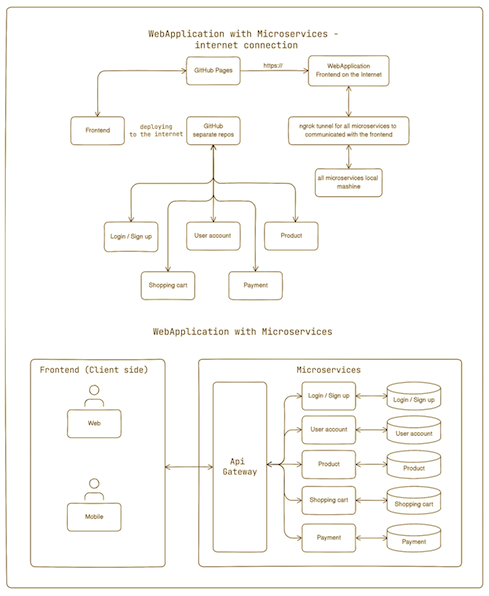 WebApplication with Microservices -
internet connection
GitHub Pages
https://
WebApplication
Frontend on the Internet
Frontend
deploying
to the internet
GitHub
separate repos
ngrok tunnel for all microservices to
communicated with the frontend
all microservices local
mashine
Login / Sign up
User account
Product
Shopping cart
Payment
WebApplication with Microservices
Frontend (Client side)
Web
Mobile
Microservices
Api
Gateway
Login / Sign up
Login / Sign up
User account
User account
Product
Product
Shopping cart
Shopping cart
Payment
Payment